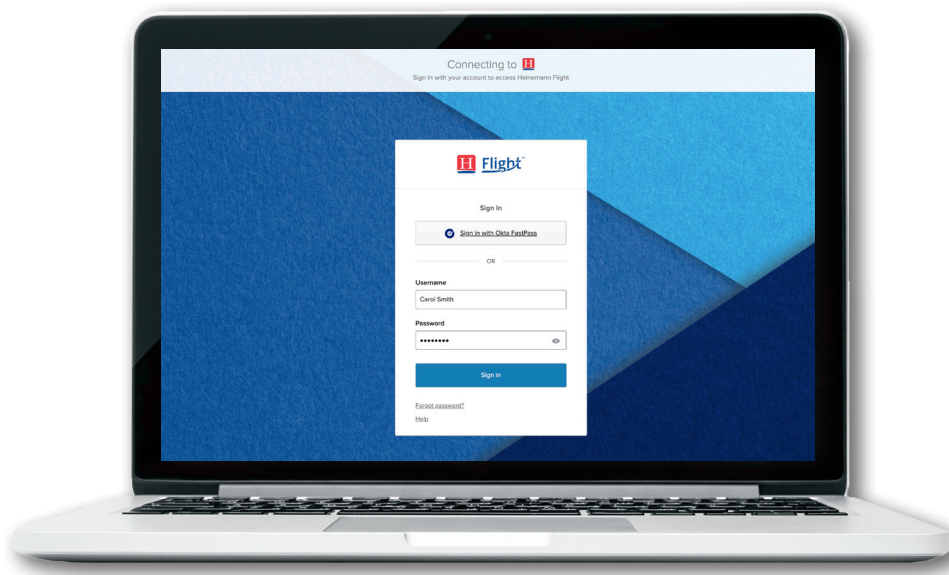 Connecting to H
Sign in with your account to access Heinemann Flight
H Flight™
Sign In
Sign in with Okta FastPass
OR
Username
Carol Smith
Password
••••••••
Sign in
Forgot password?
Help